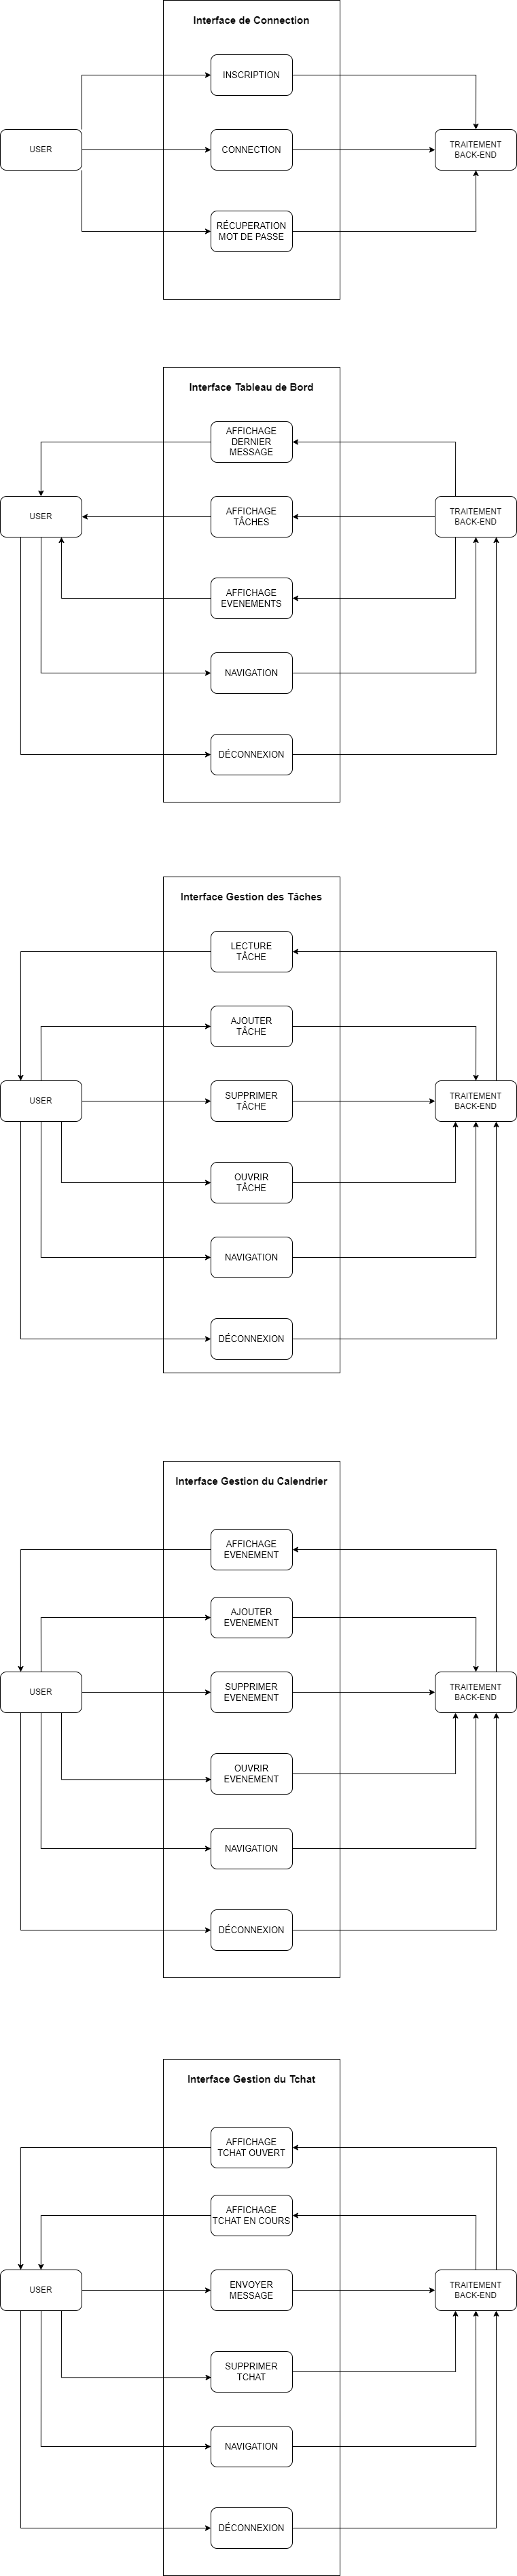 Interface de Connection
INSCRIPTION
USER
CONNECTION
TRAITEMENT
BACK-END
RÉCUPERATION
MOT DE PASSE
Interface Tableau de Bord
AFFICHAGE
DERNIER
MESSAGE
USER
AFFICHAGE
TÂCHES
TRAITEMENT
BACK-END
AFFICHAGE
EVENEMENTS
NAVIGATION
DÉCONNEXION
Interface Gestion des Tâches
LECTURE
TÂCHE
AJOUTER
TÂCHE
USER
SUPPRIMER
TÂCHE
TRAITEMENT
BACK-END
OUVRIR
TÂCHE
NAVIGATION
DÉCONNEXION
Interface Gestion du Calendrier
AFFICHAGE
EVENEMENT
AJOUTER
EVENEMENT
USER
SUPPRIMER
EVENEMENT
TRAITEMENT
BACK-END
OUVRIR
EVENEMENT
NAVIGATION
DÉCONNEXION
Interface Gestion du Tchat
AFFICHAGE
TCHAT OUVERT
AFFICHAGE
TCHAT EN COURS
USER
ENVOYER
MESSAGE
TRAITEMENT
BACK-END
SUPPRIMER
TCHAT
NAVIGATION
DÉCONNEXION